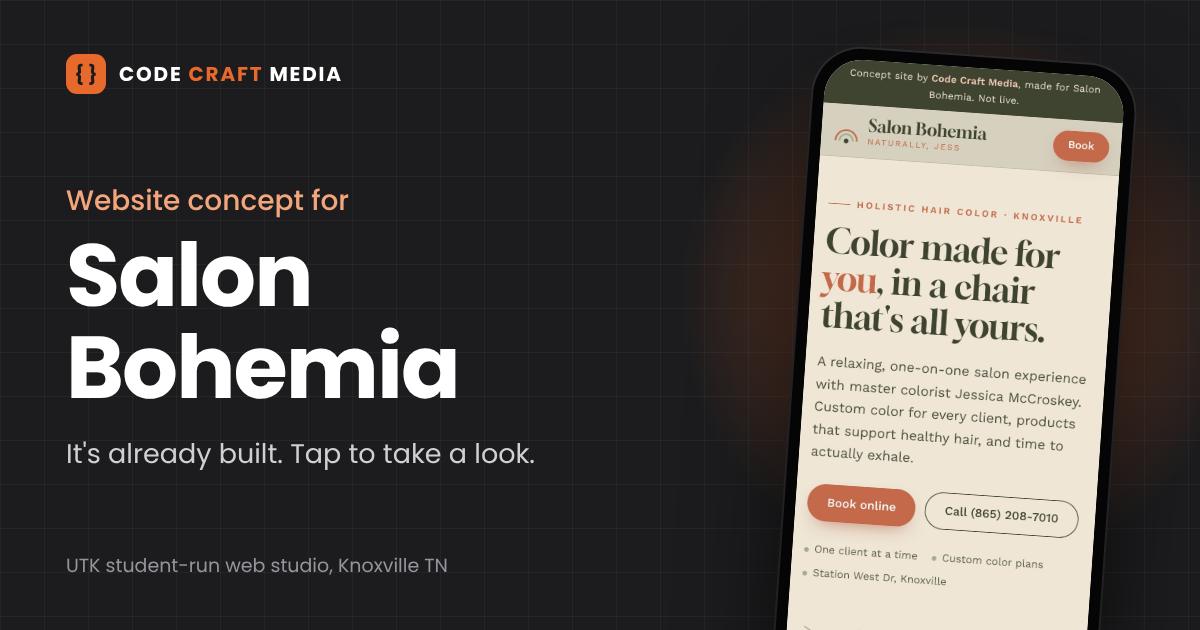 { } CODE CRAFT MEDIA
Website concept for
Salon
Bohemia
It's already built. Tap to take a look.
UTK student-run web studio, Knoxville TN
Concept site by Code Craft Media, made for Salon
Bohemia. Not live.
Salon Bohemia
NATURALLY, JESS
Book
HOLISTIC HAIR COLOR · KNOXVILLE
Color made for
you, in a chair
that's all yours.
A relaxing, one-on-one salon experience
with master colorist Jessica McCroskey.
Custom color for every client, products
that support healthy hair, and time to
actually exhale.
Book online
Call (865) 208-7010
One client at a time
Custom color plans
Station West Dr, Knoxville